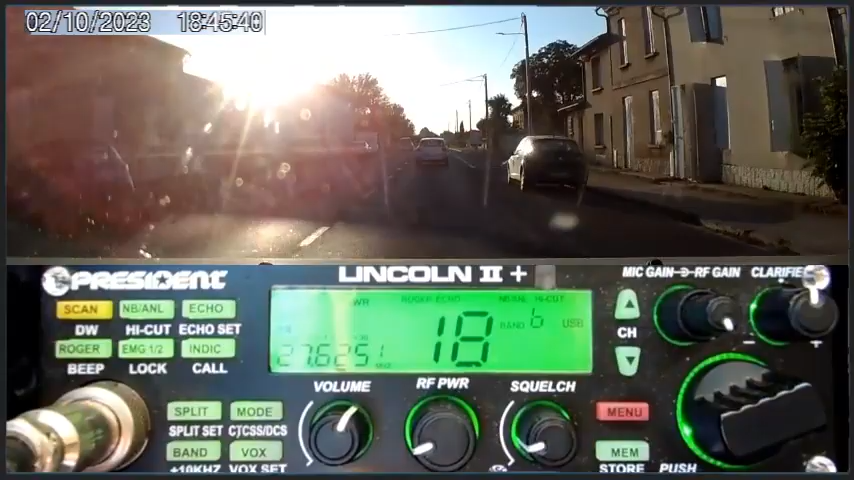 02/10/2023 18:45:40
PRESIDENT LINCOLN II + MIC GAIN RF GAIN CLARIFIER
SCAN NB/ANL ECHO
DW HI-CUT ECHO SET
ROGER EMG 1/2 INDIC
BEEP LOCK CALL
WR ROGER ECHO NB/ANL HI-CUT
18 BAND 6 USB
27.6251
CH
VOLUME RF PWR SQUELCH
SPLIT MODE
SPLIT SET CTCSS/DCS
BAND VOX
+10KHZ VOX SET
MENU
MEM
STORE PUSH